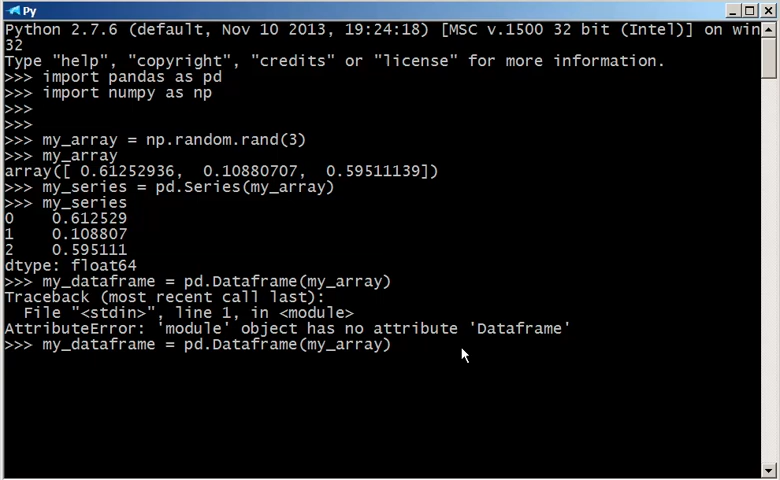 Py
Python 2.7.6 (default, Nov 10 2013, 19:24:18) [MSC v.1500 32 bit (Intel)] on win
32
Type "help", "copyright", "credits" or "license" for more information.
>>> import pandas as pd
>>> import numpy as np
>>>
>>>
>>> my_array = np.random.rand(3)
>>> my_array
array([ 0.61252936,  0.10880707,  0.59511139])
>>> my_series = pd.Series(my_array)
>>> my_series
0    0.612529
1    0.108807
2    0.595111
dtype: float64
>>> my_dataframe = pd.Dataframe(my_array)
Traceback (most recent call last):
  File "<stdin>", line 1, in <module>
AttributeError: 'module' object has no attribute 'Dataframe'
>>> my_dataframe = pd.Dataframe(my_array)